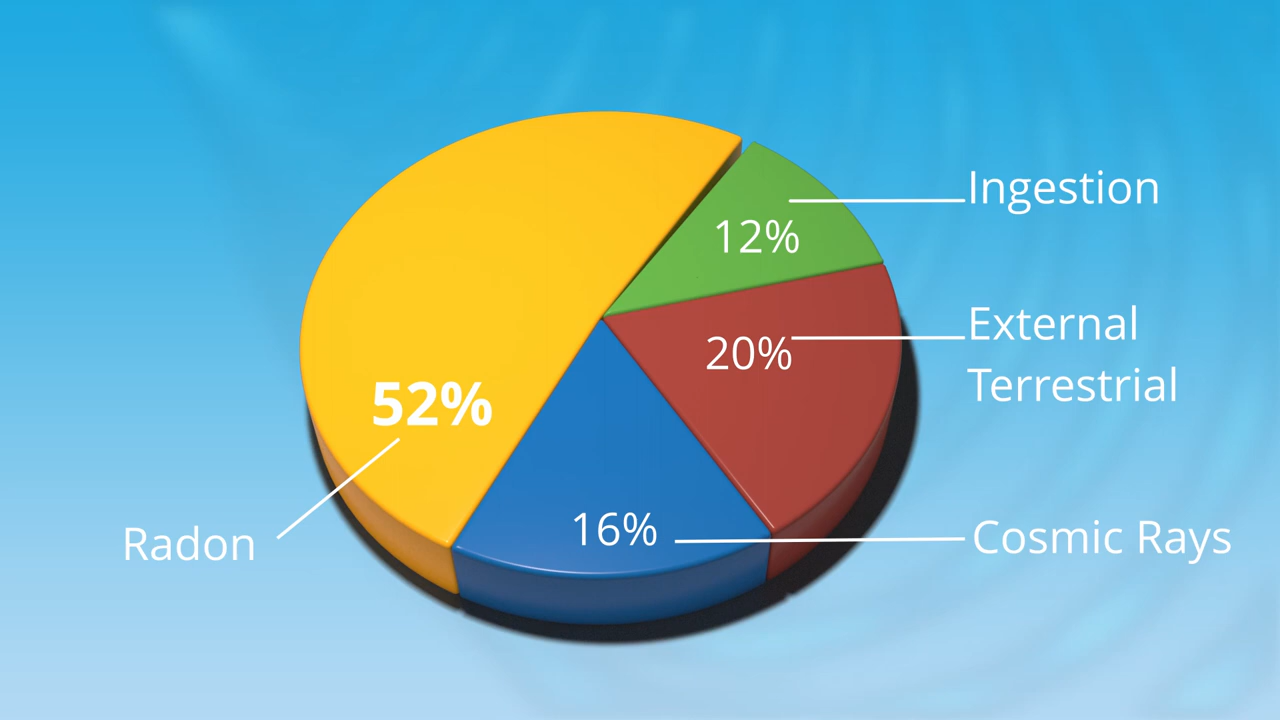 Ingestion
12%
External
Terrestrial
20%
52%
Radon
16%
Cosmic Rays